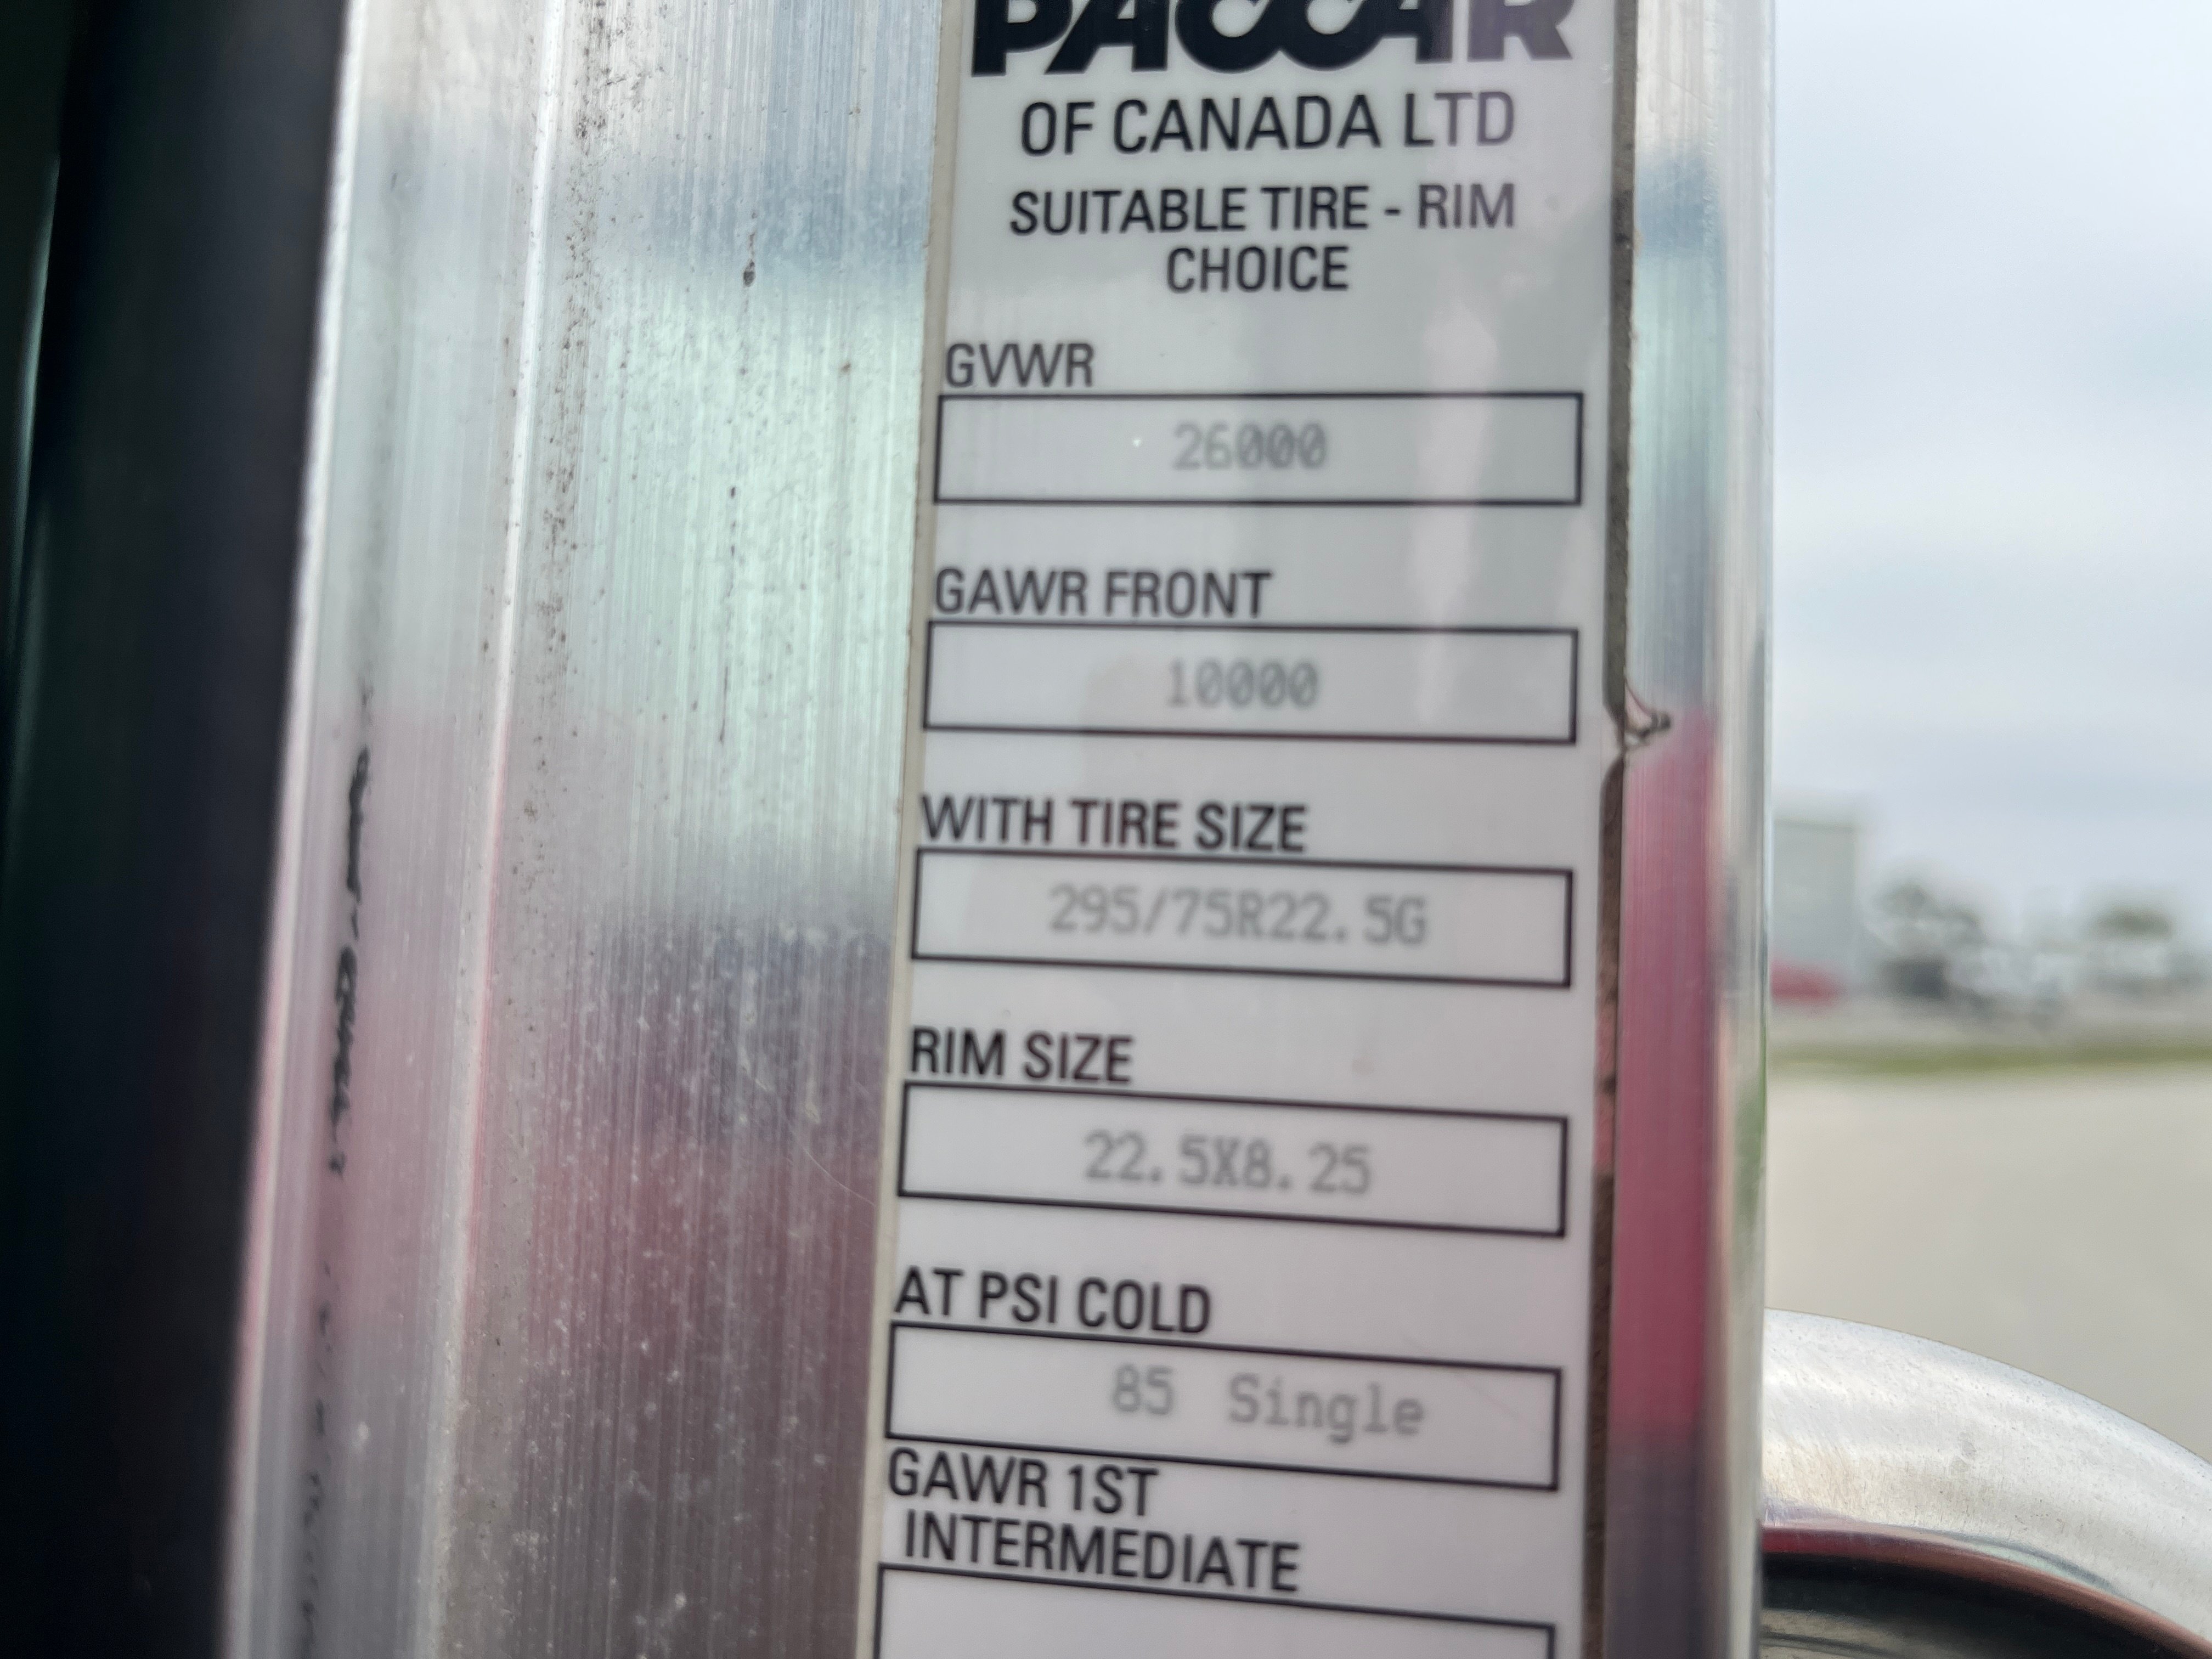 PACCAR
OF CANADA LTD
SUITABLE TIRE - RIM
CHOICE
GVWR
26000
GAWR FRONT
10000
WITH TIRE SIZE
295/75R22.5G
RIM SIZE
22.5X8.25
AT PSI COLD
85 Single
GAWR 1ST
INTERMEDIATE